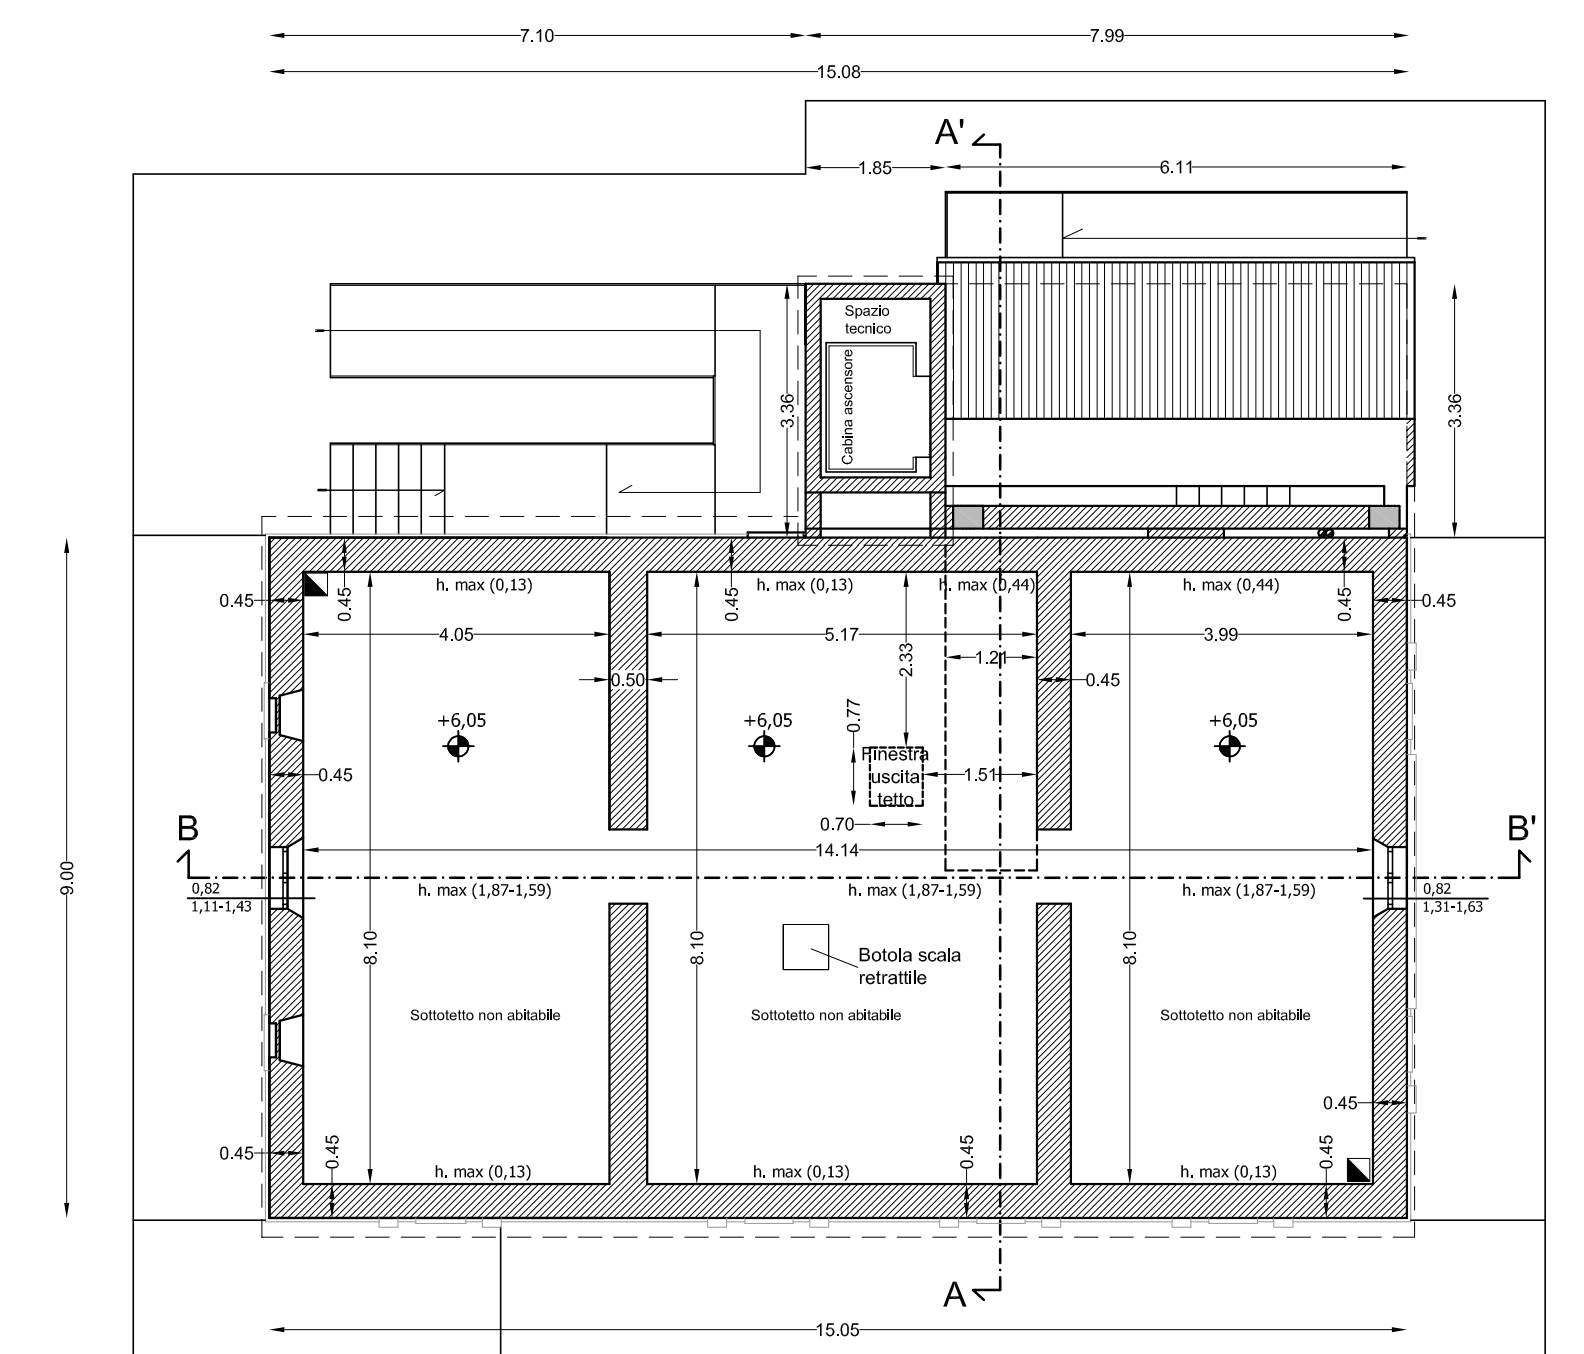 7.10
7.99
15.08
A'
1.85
6.11
Spazio
tecnico
Cabina ascensore
3.36
3.36
h. max (0,13)
h. max (0,13)
h. max (0,44)
h. max (0,44)
0.45
0.45
0.45
0.45
0.45
4.05
5.17
3.99
2.33
1.21
0.50
0.45
0.77
+6,05
+6,05
+6,05
Finestra
uscita
tetto
0.45
1.51
0.70
B
B'
14.14
9.00
0,82
1,11-1,43
h. max (1,87-1,59)
h. max (1,87-1,59)
h. max (1,87-1,59)
0,82
1,31-1,63
8.10
8.10
8.10
Botola scala
retrattile
Sottotetto non abitabile
Sottotetto non abitabile
Sottotetto non abitabile
0.45
0.45
0.45
0.45
0.45
h. max (0,13)
h. max (0,13)
h. max (0,13)
A
15.05